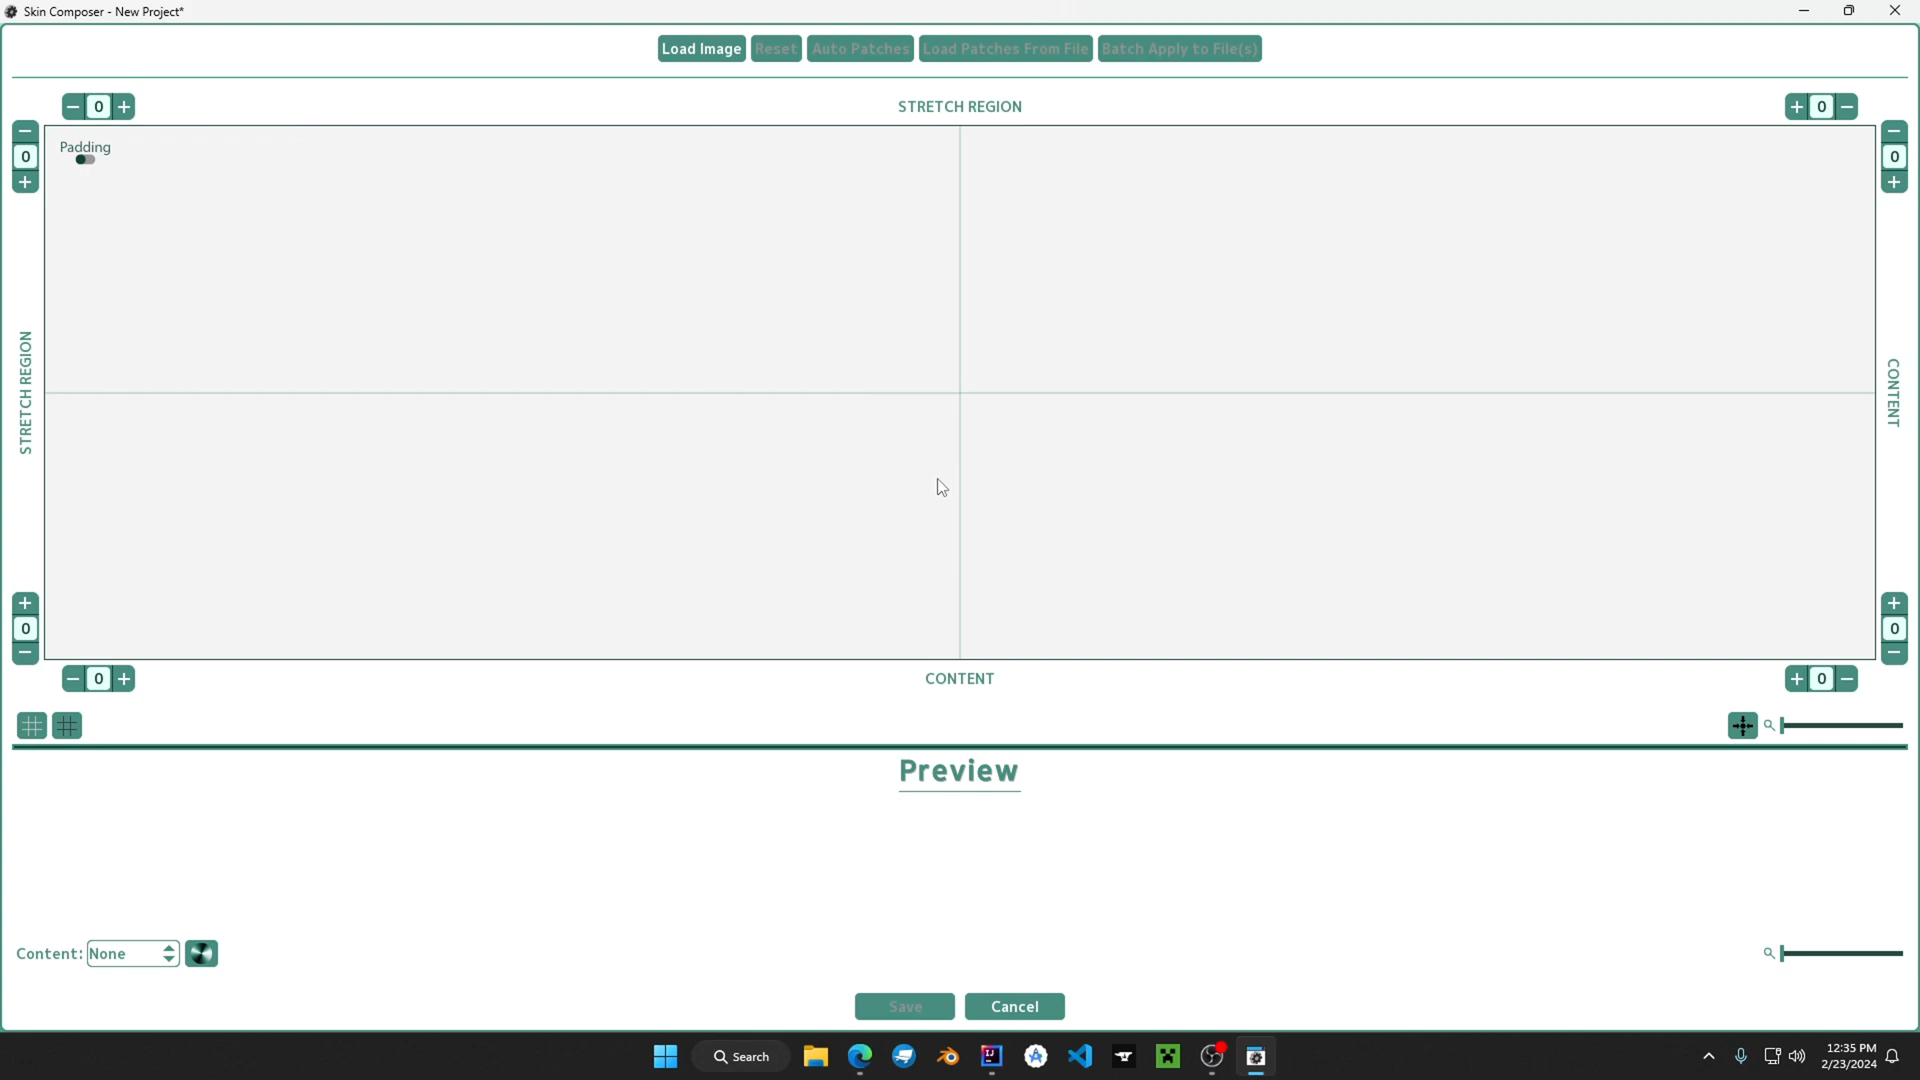 Skin Composer - New Project*
Load Image Reset Auto Patches Load Patches From File Batch Apply to File(s)
0 STRETCH REGION 0
0 0
Padding
STRETCH REGION
CONTENT
0 0
0 CONTENT 0
Preview
Content: None
Save Cancel
Search
12:35 PM
2/23/2024